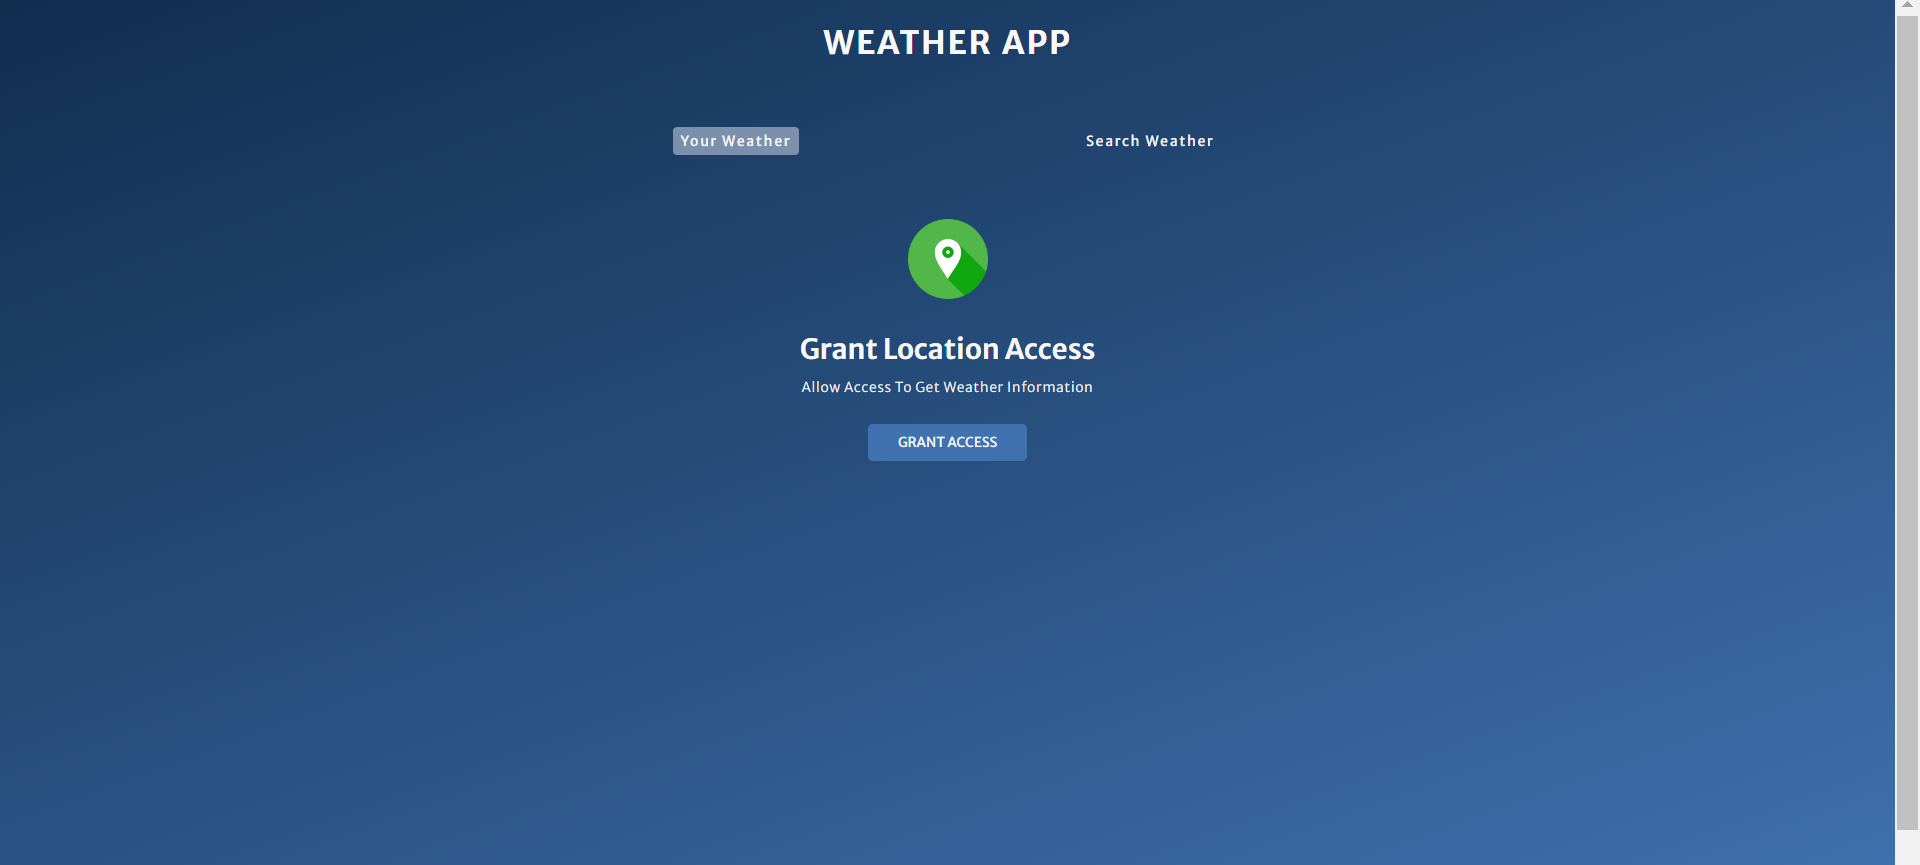 WEATHER APP
Your Weather
Search Weather
Grant Location Access
Allow Access To Get Weather Information
GRANT ACCESS